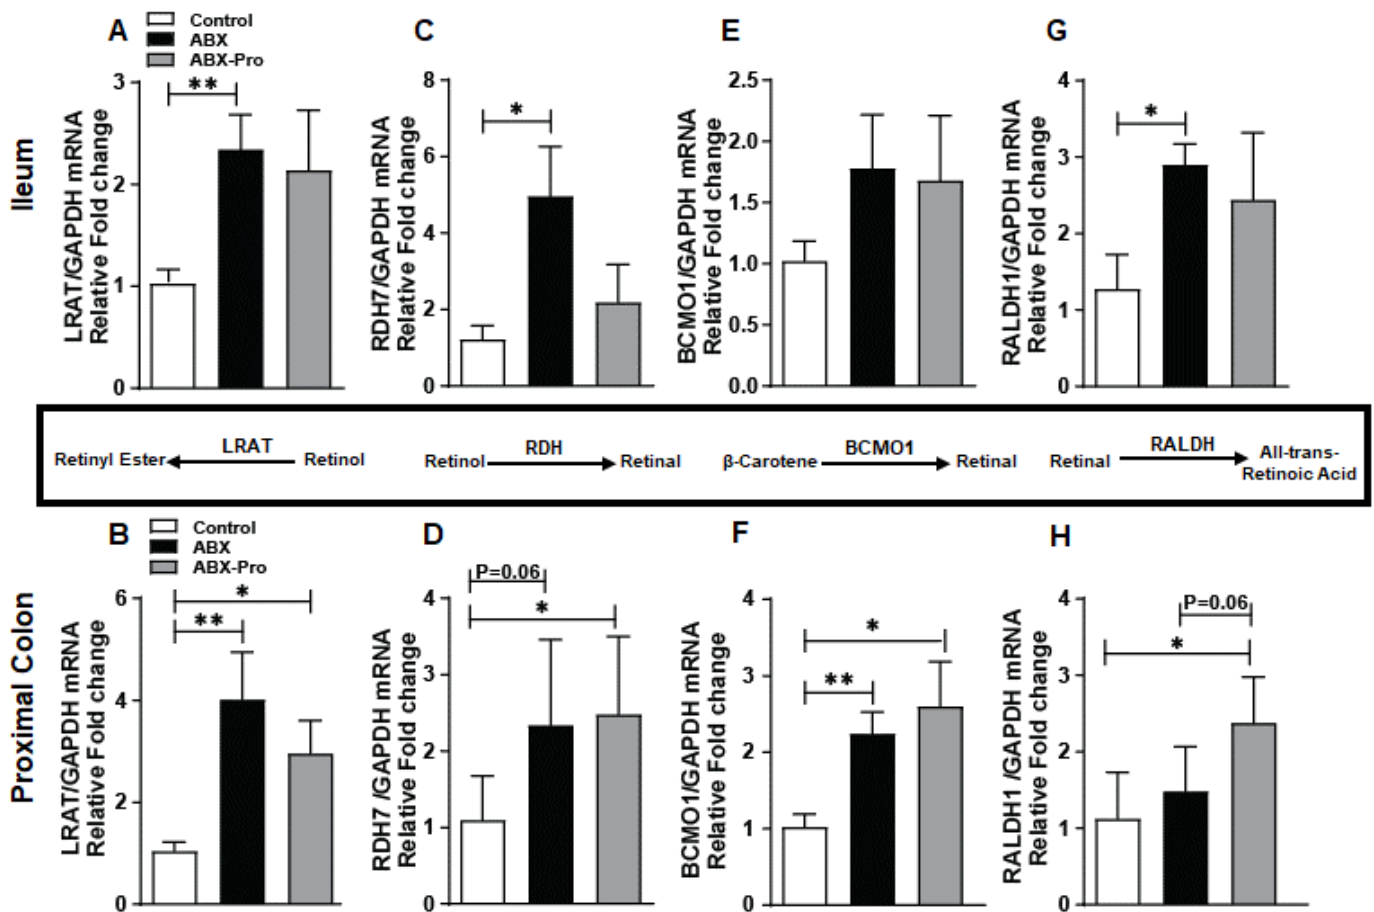 A
Control
ABX
ABX-Pro
C
E
G
Ileum
LRAT/GAPDH mRNA
Relative Fold change
3
2
1
0
**
RDH7/GAPDH mRNA
Relative Fold change
8
6
4
2
0
*
BCMO1/GAPDH mRNA
Relative Fold change
2.5
2.0
1.5
1.0
0.5
0.0
RALDH1/GAPDH mRNA
Relative Fold change
4
3
2
1
0
*
Retinyl Ester LRAT Retinol
Retinol RDH Retinal
β-Carotene BCMO1 Retinal
Retinal RALDH All-trans-
Retinoic Acid
B
Control
ABX
ABX-Pro
D
F
H
Proximal Colon
LRAT/GAPDH mRNA
Relative Fold change
6
4
2
0
*
**
RDH7 /GAPDH mRNA
Relative Fold change
4
3
2
1
0
P=0.06
*
BCMO1/GAPDH mRNA
Relative Fold change
4
3
2
1
0
*
**
RALDH1 /GAPDH mRNA
Relative Fold change
4
3
2
1
0
P=0.06
*